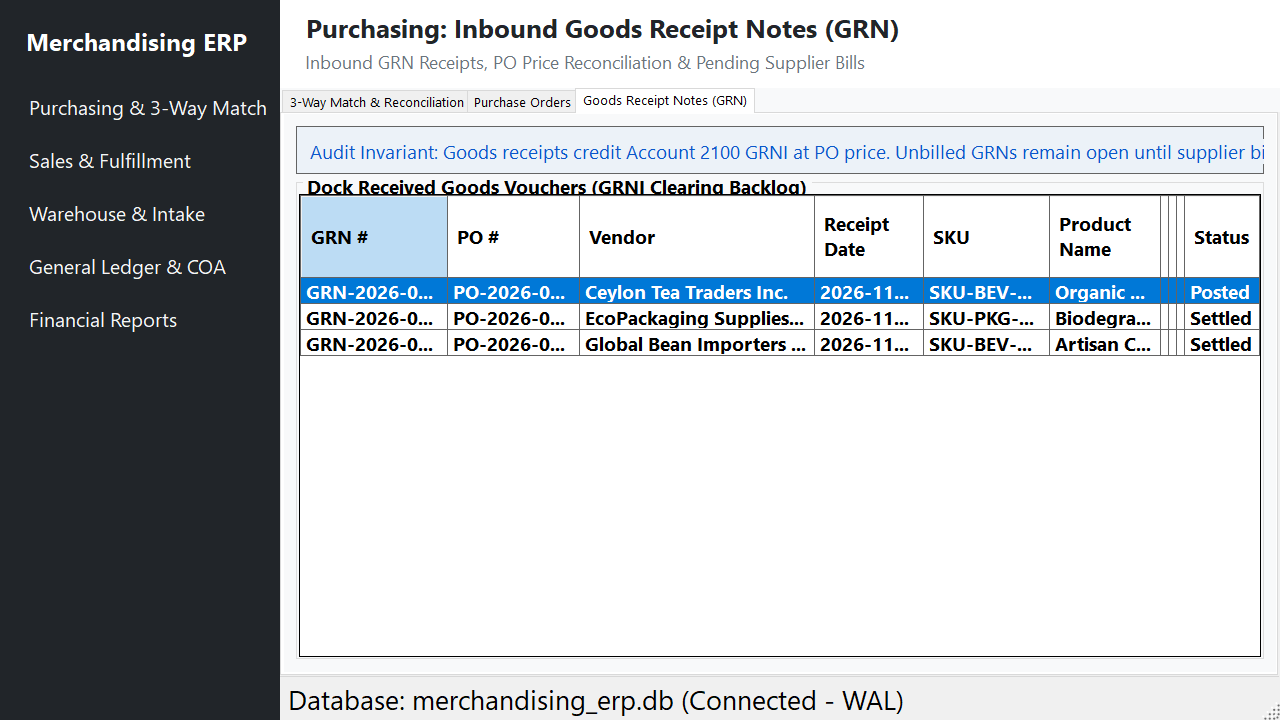 Merchandising ERP
Purchasing & 3-Way Match
Sales & Fulfillment
Warehouse & Intake
General Ledger & COA
Financial Reports
Purchasing: Inbound Goods Receipt Notes (GRN)
Inbound GRN Receipts, PO Price Reconciliation & Pending Supplier Bills
3-Way Match & Reconciliation Purchase Orders Goods Receipt Notes (GRN)
Audit Invariant: Goods receipts credit Account 2100 GRNI at PO price. Unbilled GRNs remain open until supplier bi
Dock Received Goods Vouchers (GRNI Clearing Backlog)
GRN # PO # Vendor Receipt Date SKU Product Name Status
GRN-2026-0... PO-2026-0... Ceylon Tea Traders Inc. 2026-11... SKU-BEV-... Organic ... Posted
GRN-2026-0... PO-2026-0... EcoPackaging Supplies... 2026-11... SKU-PKG-... Biodegra... Settled
GRN-2026-0... PO-2026-0... Global Bean Importers ... 2026-11... SKU-BEV-... Artisan C... Settled
Database: merchandising_erp.db (Connected - WAL)